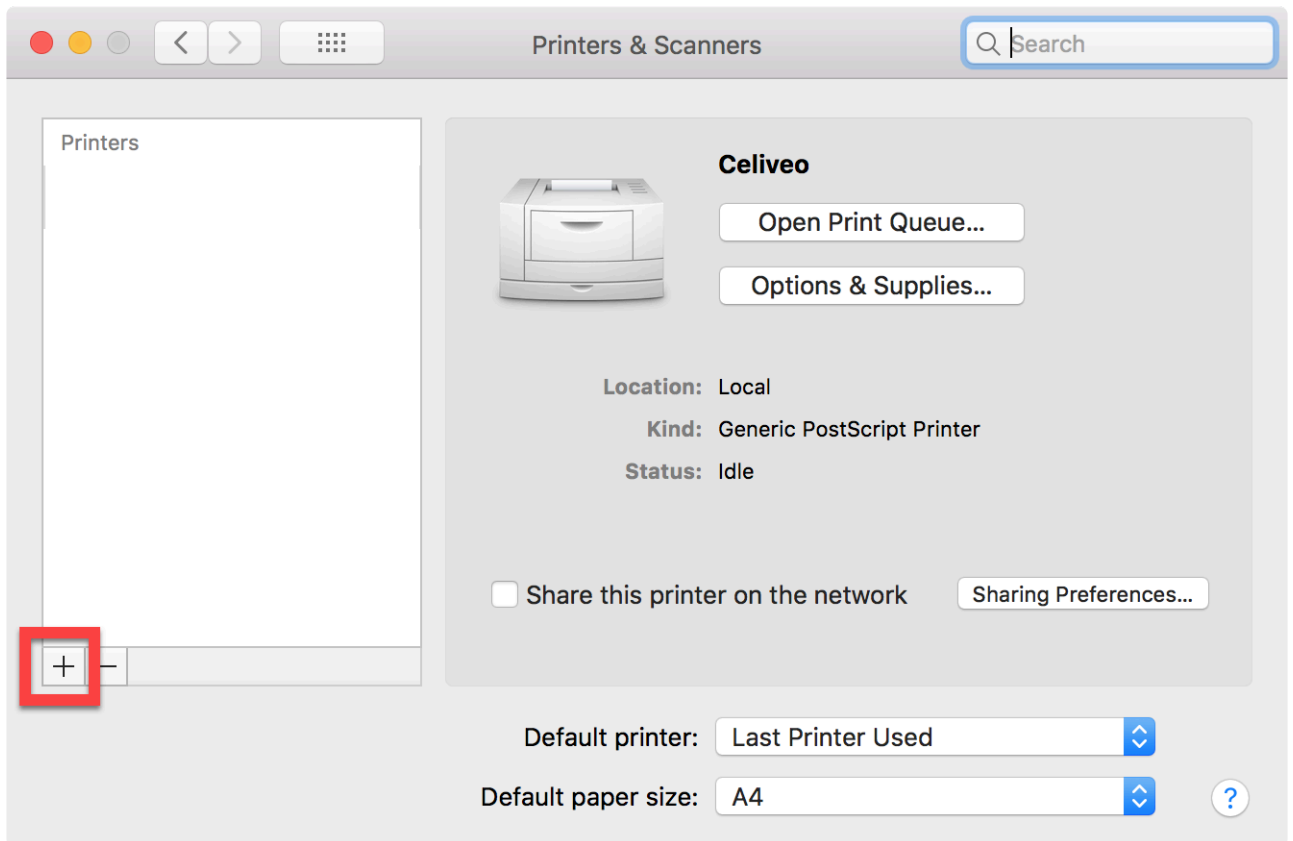 Printers & Scanners
Search
Printers
Celiveo
Open Print Queue...
Options & Supplies...
Location: Local
Kind: Generic PostScript Printer
Status: Idle
Share this printer on the network
Sharing Preferences...
+ −
Default printer: Last Printer Used
Default paper size: A4
?